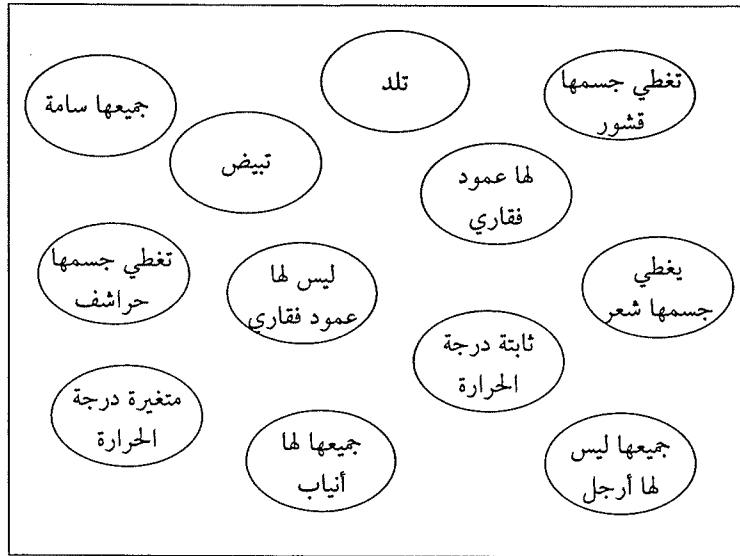 تلد
تغطي جسمها
قشور
جميعها سامة
تبيض
لها عمود
فقاري
تغطي جسمها
حراشف
ليس لها
عمود فقاري
يغطي
جسمها شعر
ثابتة درجة
الحرارة
متغيرة درجة
الحرارة
جميعها لها
أنياب
جميعها ليس
لها أرجل